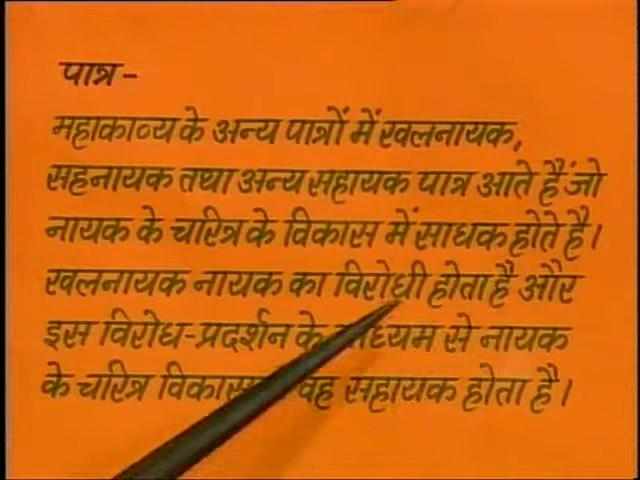 पात्र-
महाकाव्य के अन्य पात्रों में खलनायक,
सहनायक तथा अन्य सहायक पात्र आते हैं जो
नायक के चरित्र के विकास में साधक होते है।
खलनायक नायक का विरोधी होता है और
इस विरोध-प्रदर्शन के माध्यम से नायक
के चरित्र विकास वह सहायक होता है।